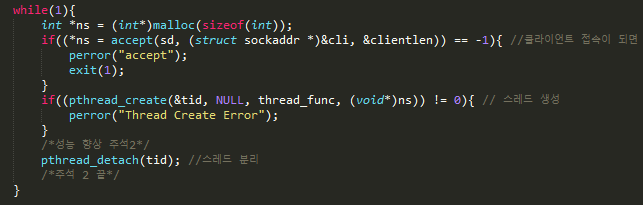 while(1){
int *ns = (int*)malloc(sizeof(int));
if((*ns = accept(sd, (struct sockaddr *)&cli, &clientlen)) == -1){ //클라이언트 접속이 되면
perror("accept");
exit(1);
}
if((pthread_create(&tid, NULL, thread_func, (void*)ns)) != 0){ // 스레드 생성
perror("Thread Create Error");
}
/*성능 향상 주석2*/
pthread_detach(tid); //스레드 분리
/*주석 2 끝*/
}